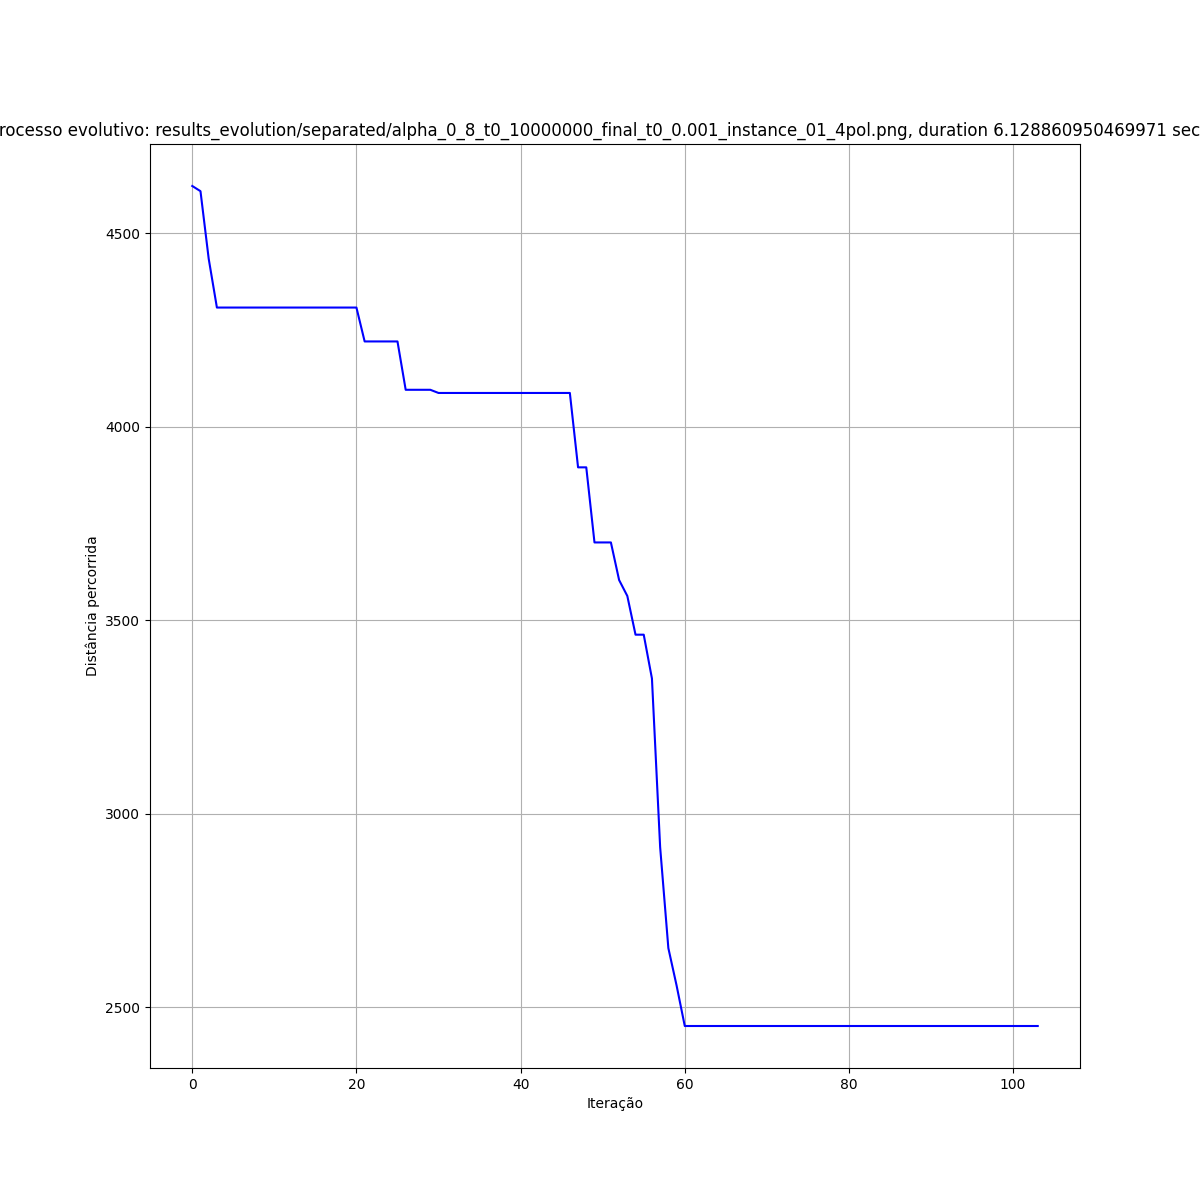 rocesso evolutivo: results_evolution/separated/alpha_0_8_t0_10000000_final_t0_0.001_instance_01_4pol.png, duration 6.128860950469971 sec
4500
4000
3500
3000
2500
Distância percorrida
0 20 40 60 80 100
Iteração